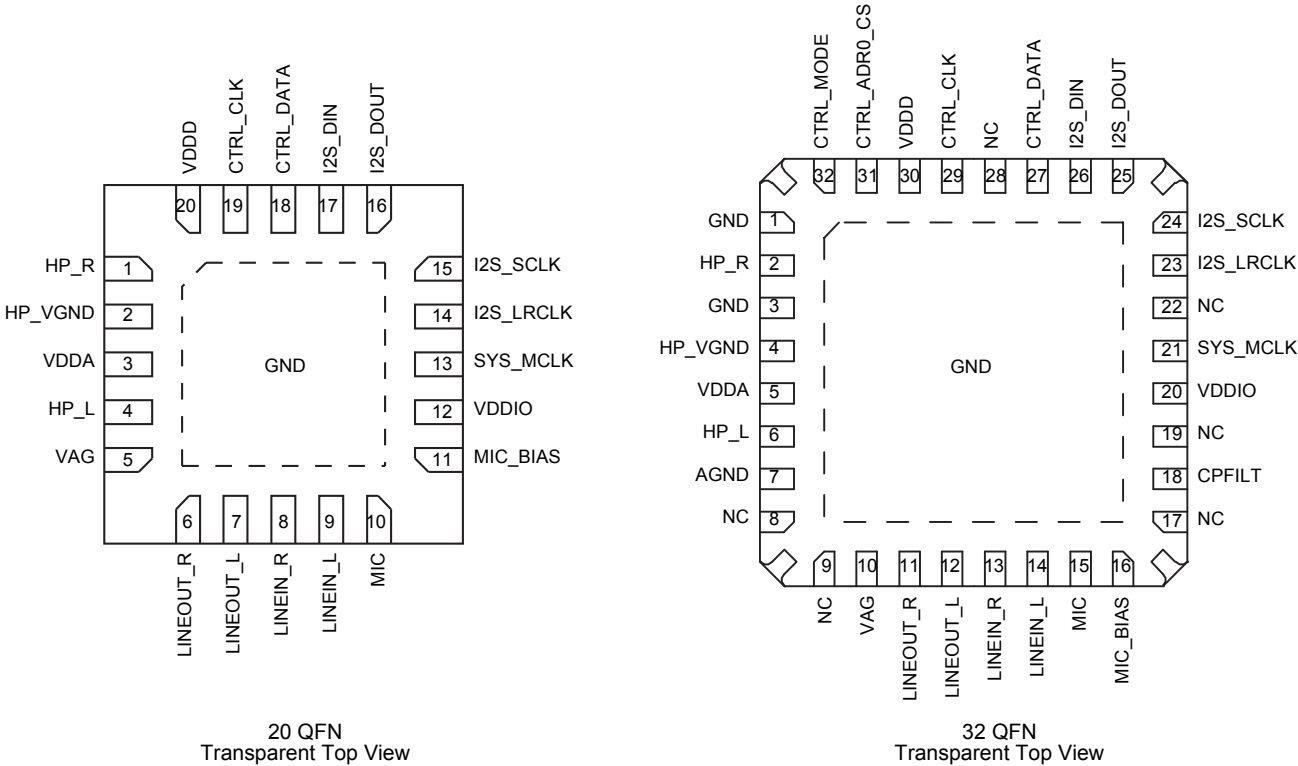 VDDD
CTRL_CLK
CTRL_DATA
I2S_DIN
I2S_DOUT
20
19
18
17
16
HP_R
1
HP_VGND
2
VDDA
3
HP_L
4
VAG
5
GND
15
I2S_SCLK
14
I2S_LRCLK
13
SYS_MCLK
12
VDDIO
11
MIC_BIAS
6
7
8
9
10
LINEOUT_R
LINEOUT_L
LINEIN_R
LINEIN_L
MIC
20 QFN
Transparent Top View
CTRL_MODE
CTRL_ADR0_CS
VDDD
CTRL_CLK
NC
CTRL_DATA
I2S_DIN
I2S_DOUT
32
31
30
29
28
27
26
25
GND
1
HP_R
2
GND
3
HP_VGND
4
VDDA
5
HP_L
6
AGND
7
NC
8
GND
24
I2S_SCLK
23
I2S_LRCLK
22
NC
21
SYS_MCLK
20
VDDIO
19
NC
18
CPFILT
17
NC
9
10
11
12
13
14
15
16
NC
VAG
LINEOUT_R
LINEOUT_L
LINEIN_R
LINEIN_L
MIC
MIC_BIAS
32 QFN
Transparent Top View